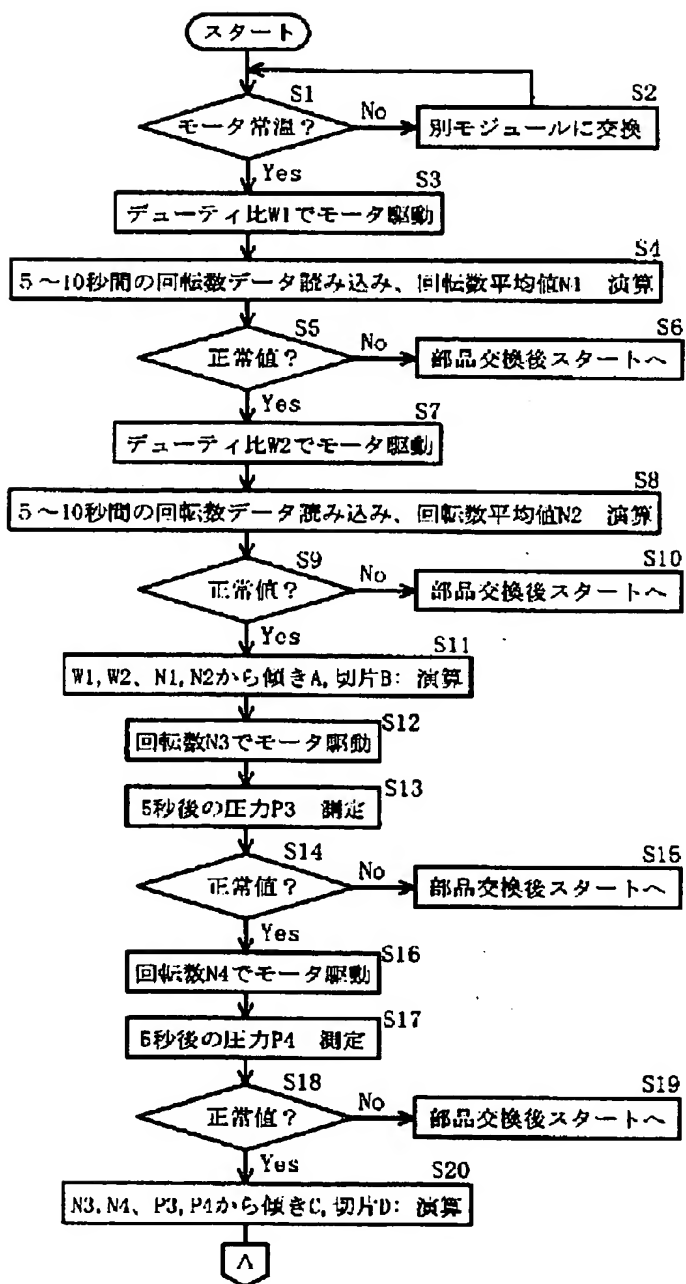 スタート
S1
モータ常温?
No
S2
別モジュールに交換
Yes
S3
デューティ比W1でモータ駆動
S4
5~10秒間の回転数データ読み込み、回転数平均値N1 演算
S5
正常値?
No
S6
部品交換後スタートへ
Yes
S7
デューティ比W2でモータ駆動
S8
5~10秒間の回転数データ読み込み、回転数平均値N2 演算
S9
正常値?
No
S10
部品交換後スタートへ
Yes
S11
W1,W2、N1,N2から傾きA,切片B: 演算
S12
回転数N3でモータ駆動
S13
5秒後の圧力P3 測定
S14
正常値?
No
S15
部品交換後スタートへ
Yes
S16
回転数N4でモータ駆動
S17
5秒後の圧力P4 測定
S18
正常値?
No
S19
部品交換後スタートへ
Yes
S20
N3,N4、P3,P4から傾きC,切片D: 演算
A